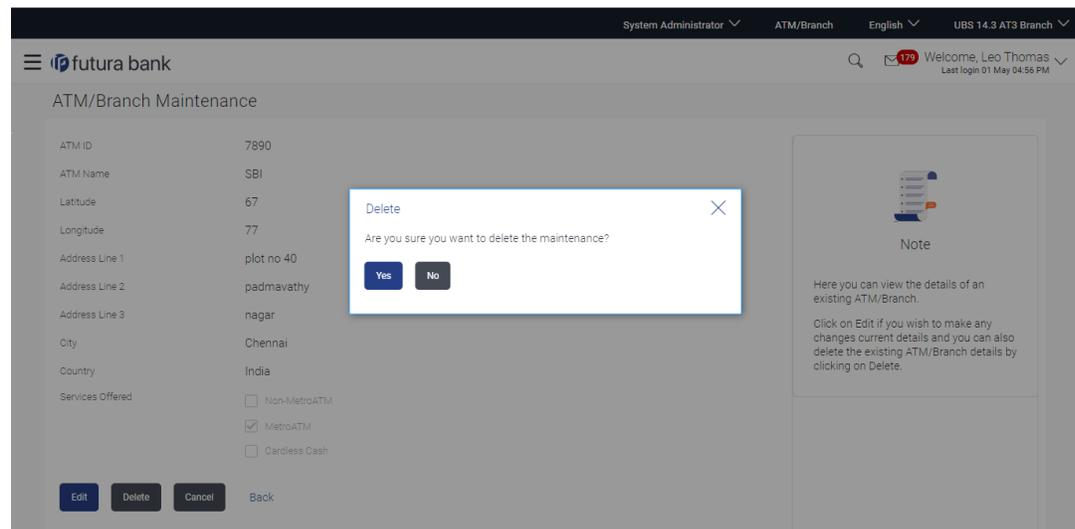 System Administrator ATM/Branch English UBS 14.3 AT3 Branch
futura bank 179 Welcome, Leo Thomas
Last login 01 May 04:56 PM
ATM/Branch Maintenance
ATM ID 7890
ATM Name SBI
Latitude 67
Longitude 77
Address Line 1 plot no 40
Address Line 2 padmavathy
Address Line 3 nagar
City Chennai
Country India
Services Offered
Non-MetroATM
MetroATM
Cardless Cash
Edit Delete Cancel Back
Delete
Are you sure you want to delete the maintenance?
Yes No
Note
Here you can view the details of an
existing ATM/Branch.
Click on Edit if you wish to make any
changes current details and you can also
delete the existing ATM/Branch details by
clicking on Delete.